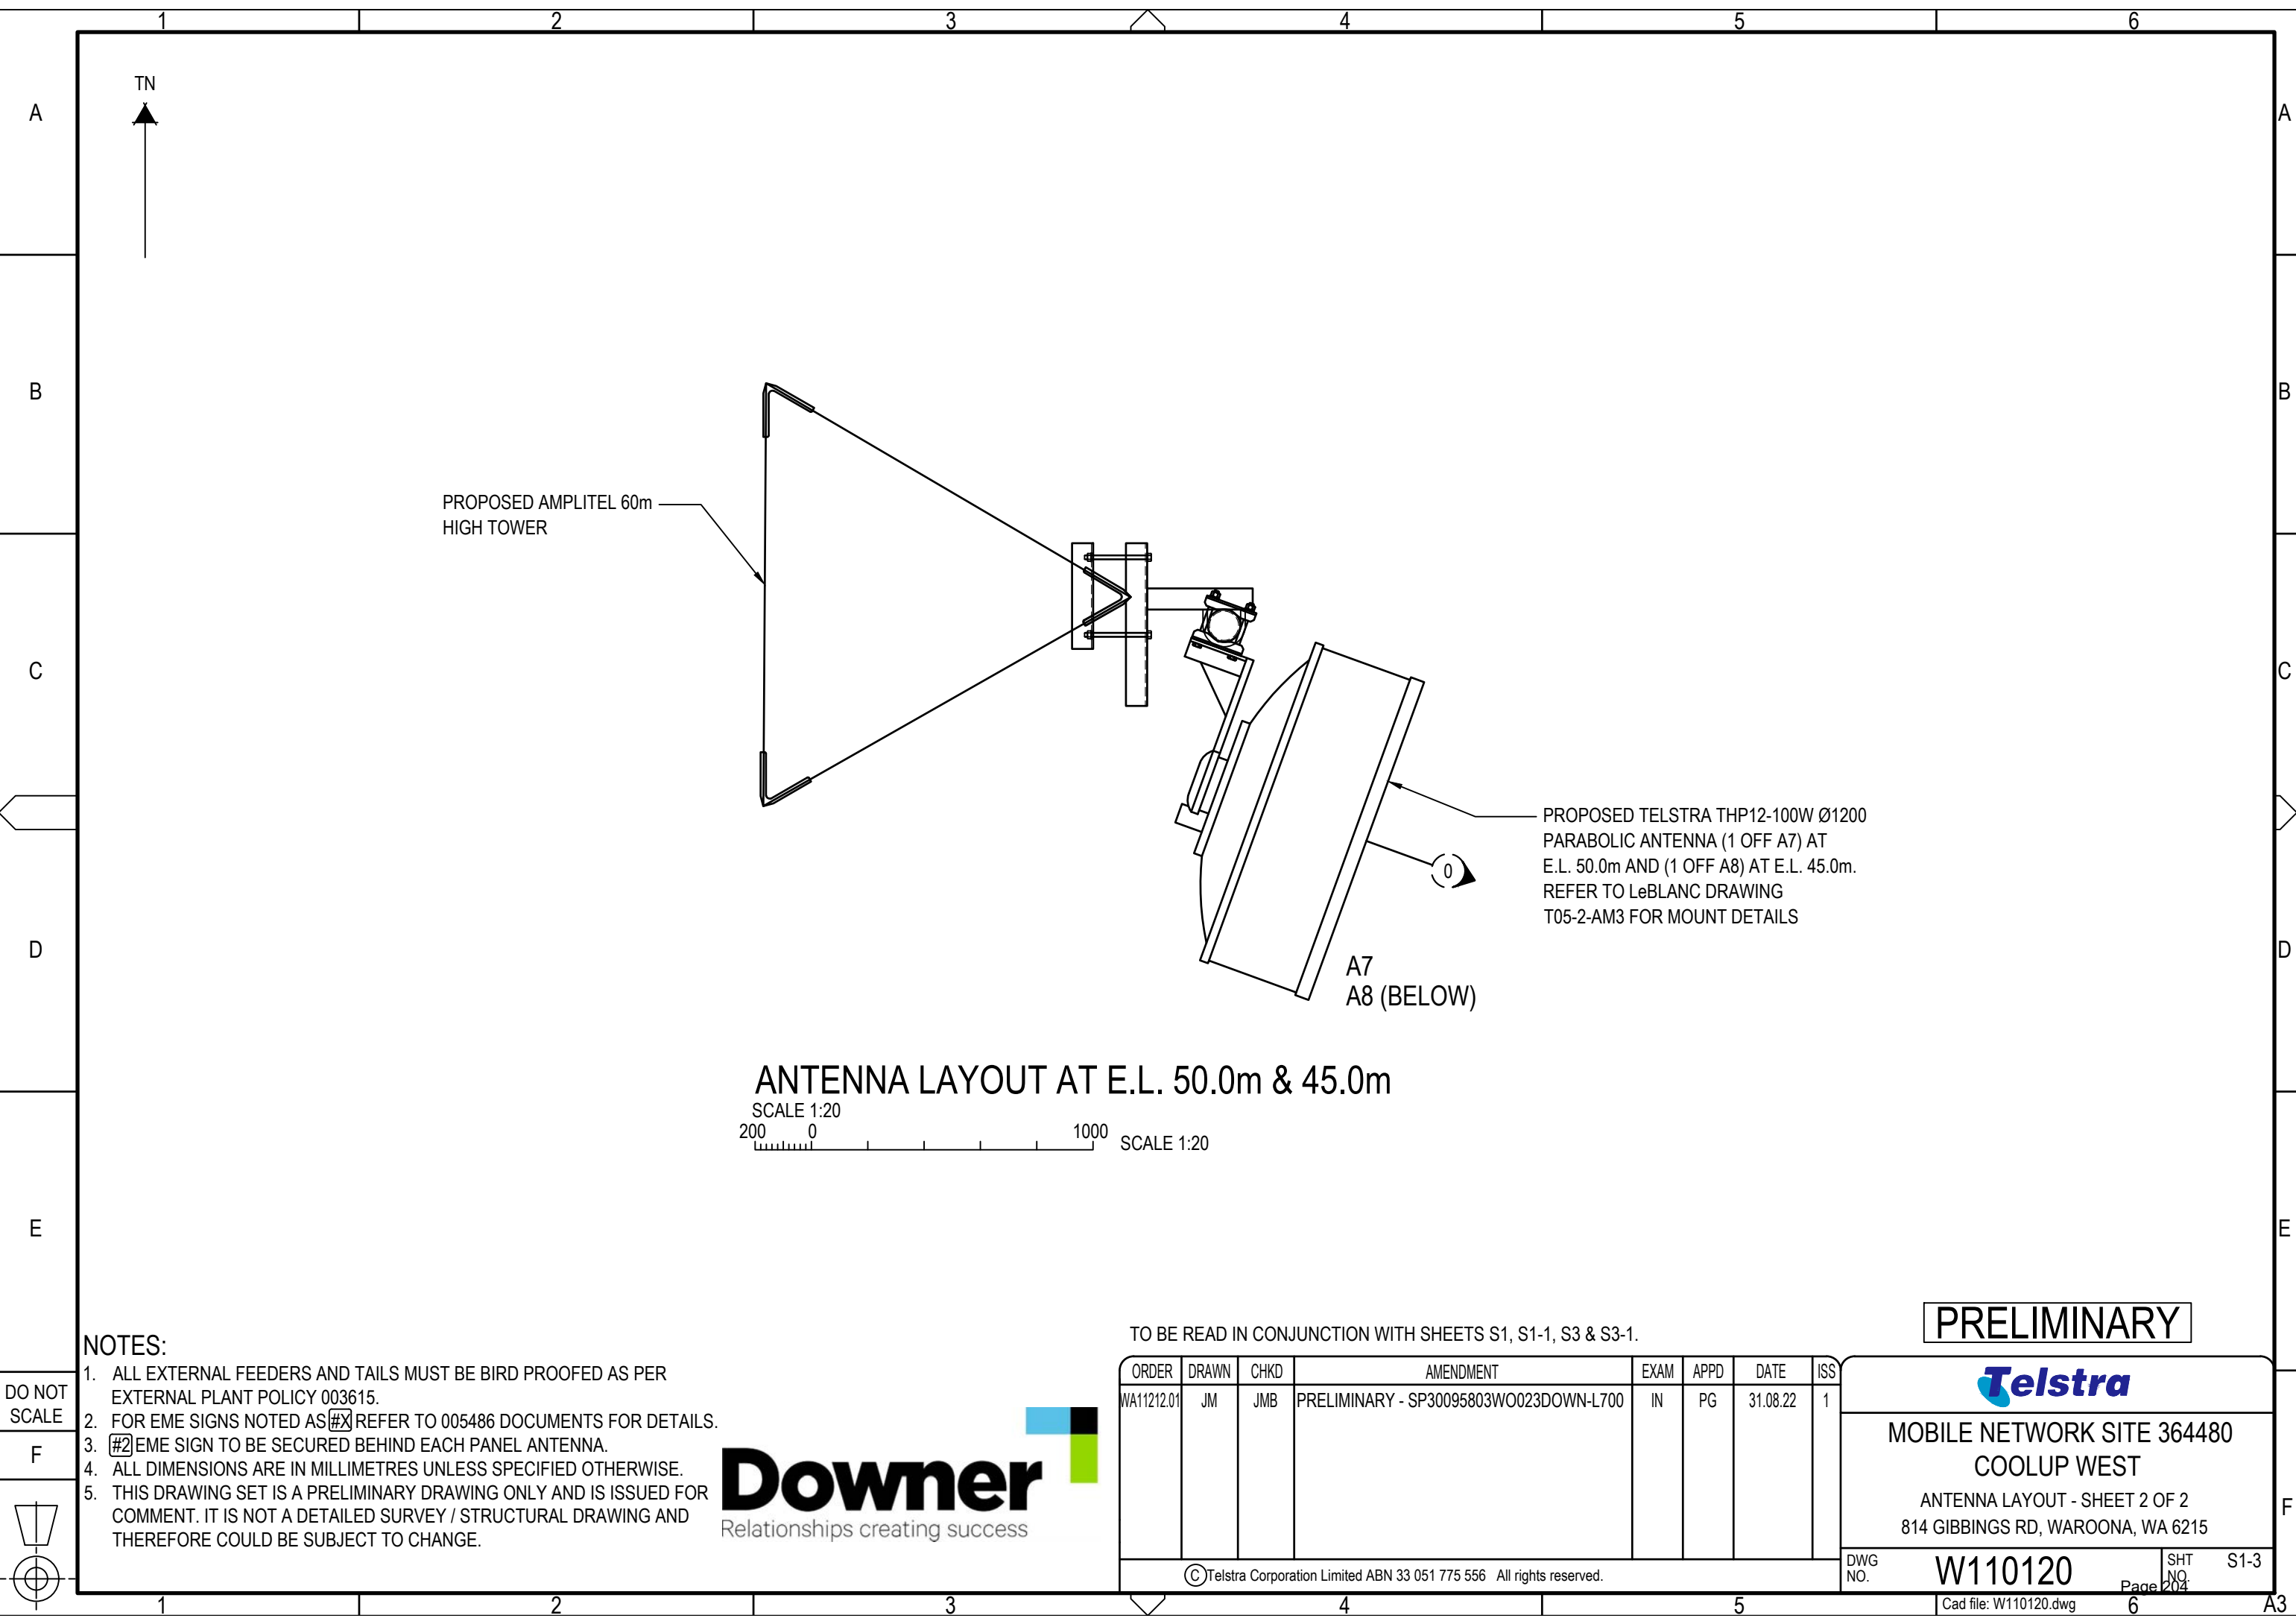 1 2 3 4 5 6
A A
TN
B B
PROPOSED AMPLITEL 60m
HIGH TOWER
C C
PROPOSED TELSTRA THP12-100W Ø1200
PARABOLIC ANTENNA (1 OFF A7) AT
E.L. 50.0m AND (1 OFF A8) AT E.L. 45.0m.
REFER TO LeBLANC DRAWING
T05-2-AM3 FOR MOUNT DETAILS
0
D D
A7
A8 (BELOW)
ANTENNA LAYOUT AT E.L. 50.0m & 45.0m
SCALE 1:20
200 0 1000 SCALE 1:20
E E
PRELIMINARY
NOTES:
1. ALL EXTERNAL FEEDERS AND TAILS MUST BE BIRD PROOFED AS PER
EXTERNAL PLANT POLICY 003615.
2. FOR EME SIGNS NOTED AS #X REFER TO 005486 DOCUMENTS FOR DETAILS.
3. #2 EME SIGN TO BE SECURED BEHIND EACH PANEL ANTENNA.
4. ALL DIMENSIONS ARE IN MILLIMETRES UNLESS SPECIFIED OTHERWISE.
5. THIS DRAWING SET IS A PRELIMINARY DRAWING ONLY AND IS ISSUED FOR
COMMENT. IT IS NOT A DETAILED SURVEY / STRUCTURAL DRAWING AND
THEREFORE COULD BE SUBJECT TO CHANGE.
DO NOT
SCALE
F F
Downer
Relationships creating success
TO BE READ IN CONJUNCTION WITH SHEETS S1, S1-1, S3 & S3-1.
ORDER DRAWN CHKD AMENDMENT EXAM APPD DATE ISS
WA11212.01 JM JMB PRELIMINARY - SP30095803WO023DOWN-L700 IN PG 31.08.22 1
©Telstra Corporation Limited ABN 33 051 775 556 All rights reserved.
Telstra
MOBILE NETWORK SITE 364480
COOLUP WEST
ANTENNA LAYOUT - SHEET 2 OF 2
814 GIBBINGS RD, WAROONA, WA 6215
DWG NO. W110120 SHT NO. S1-3
Page 204
Cad file: W110120.dwg
1 2 3 4 5 6 A3